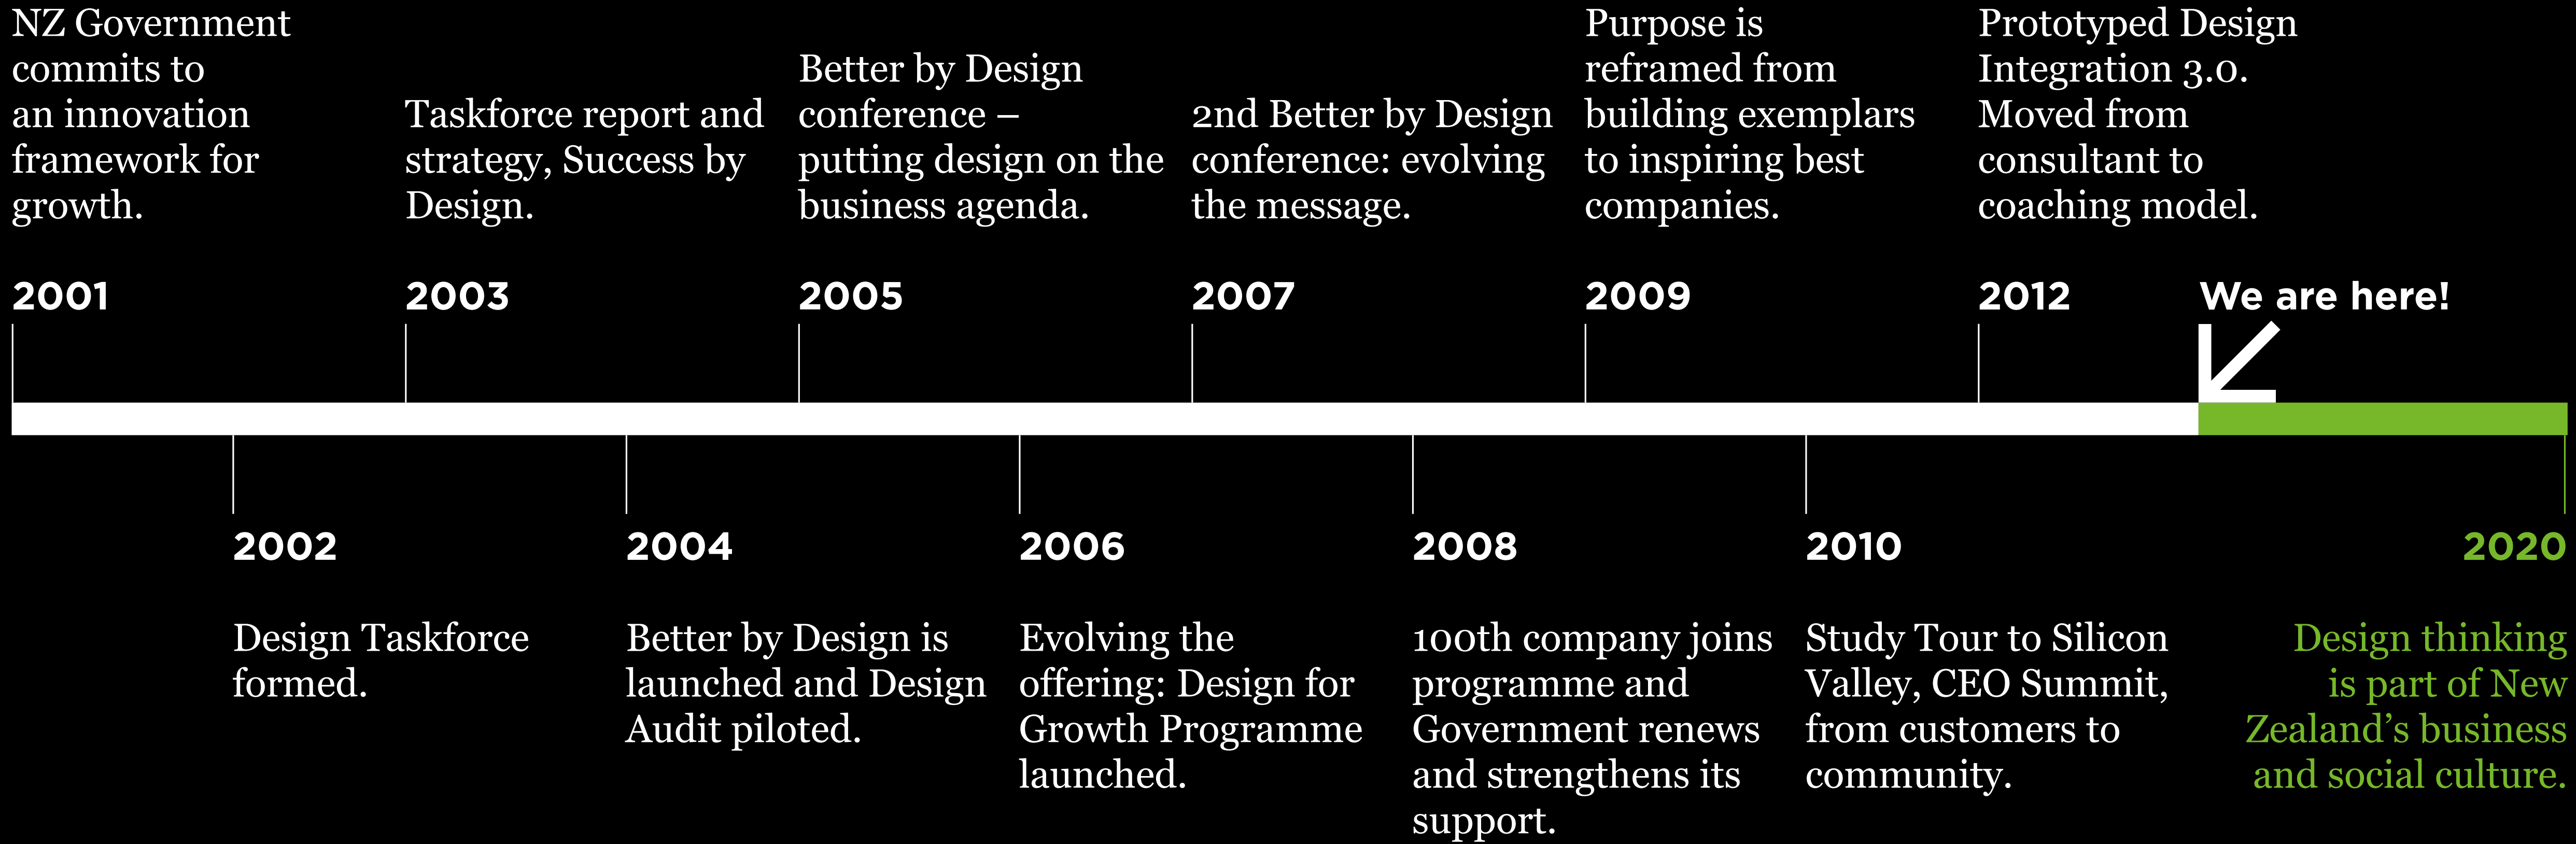 NZ Government
commits to
an innovation
framework for
growth.
2001
Taskforce report and
strategy, Success by
Design.
2003
Better by Design
conference –
putting design on the
business agenda.
2005
2nd Better by Design
conference: evolving
the message.
2007
Purpose is
reframed from
building exemplars
to inspiring best
companies.
2009
Prototyped Design
Integration 3.0.
Moved from
consultant to
coaching model.
2012
We are here!
2002
Design Taskforce
formed.
2004
Better by Design is
launched and Design
Audit piloted.
2006
Evolving the
offering: Design for
Growth Programme
launched.
2008
100th company joins
programme and
Government renews
and strengthens its
support.
2010
Study Tour to Silicon
Valley, CEO Summit,
from customers to
community.
2020
Design thinking
is part of New
Zealand’s business
and social culture.